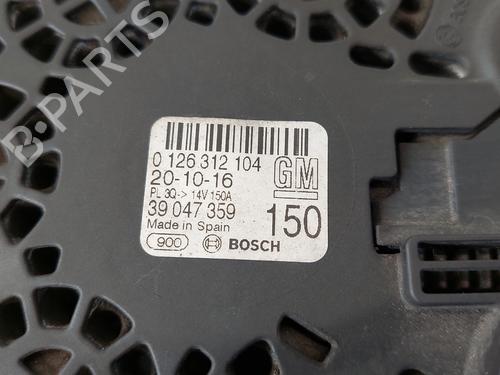 B-PARTS
0 126 312 104
GM
20-10-16
PL 3Q-> 14V 150A
39 047 359
150
Made in Spain
900
BOSCH